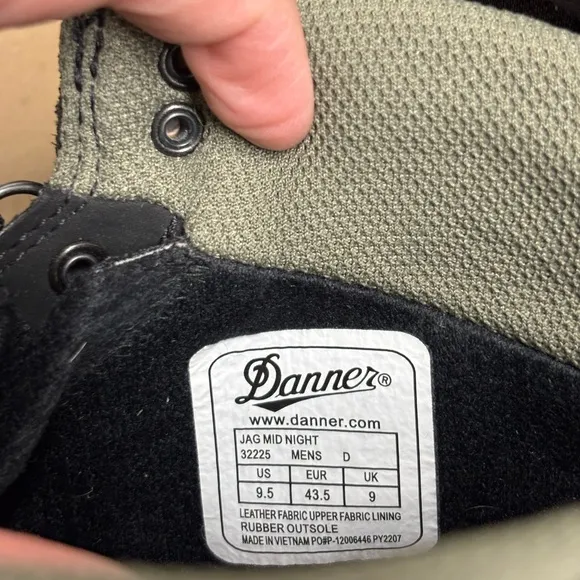 Danner®
www.danner.com
JAG MID NIGHT
32225 MENS D
US EUR UK
9.5 43.5 9
LEATHER FABRIC UPPER FABRIC LINING
RUBBER OUTSOLE
MADE IN VIETNAM PO#P-12006446 PY2207